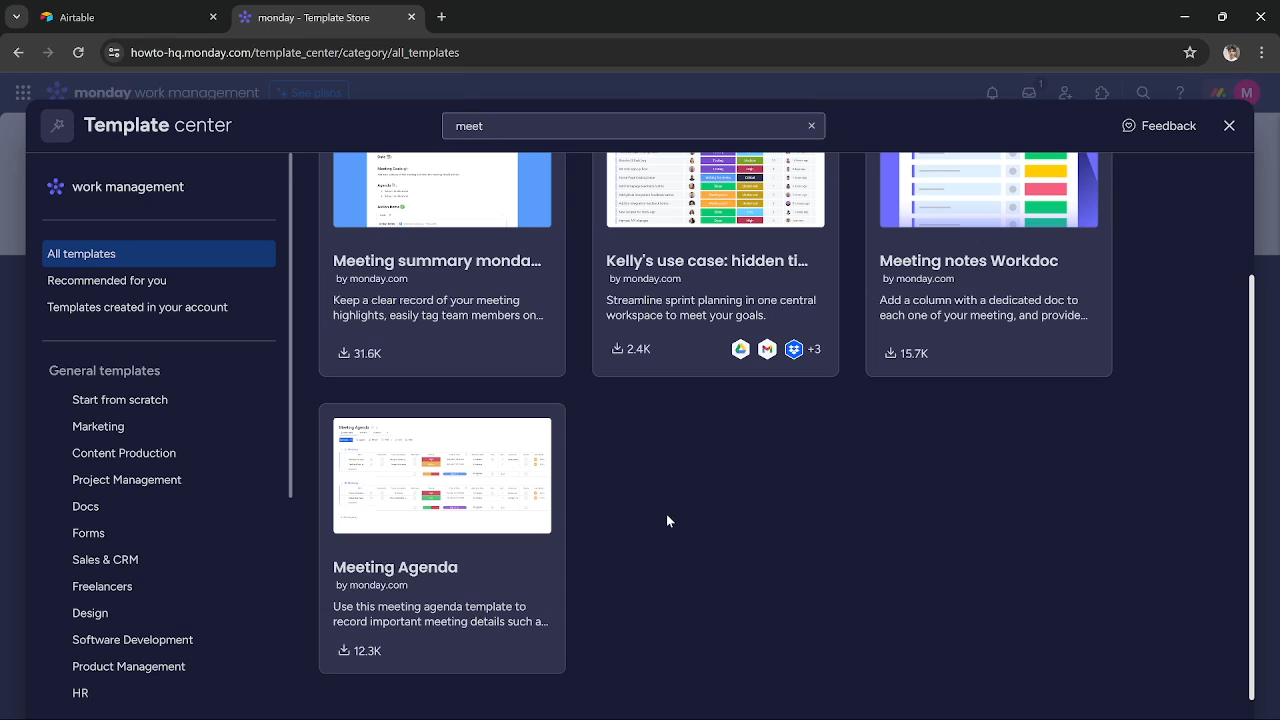 Airtable
monday - Template Store
howto-hq.monday.com/template_center/category/all_templates
monday work management
See plans
1
M
Template center
meet
Feedback
work management
All templates
Recommended for you
Templates created in your account
General templates
Start from scratch
Marketing
Content Production
Project Management
Docs
Forms
Sales & CRM
Freelancers
Design
Software Development
Product Management
HR
Meeting summary monda...
by monday.com
Keep a clear record of your meeting
highlights, easily tag team members on...
31.6K
Kelly's use case: hidden ti...
by monday.com
Streamline sprint planning in one central
workspace to meet your goals.
2.4K
+3
Meeting notes Workdoc
by monday.com
Add a column with a dedicated doc to
each one of your meeting, and provide...
15.7K
Meeting Agenda
Meeting Agenda
by monday.com
Use this meeting agenda template to
record important meeting details such a...
12.3K